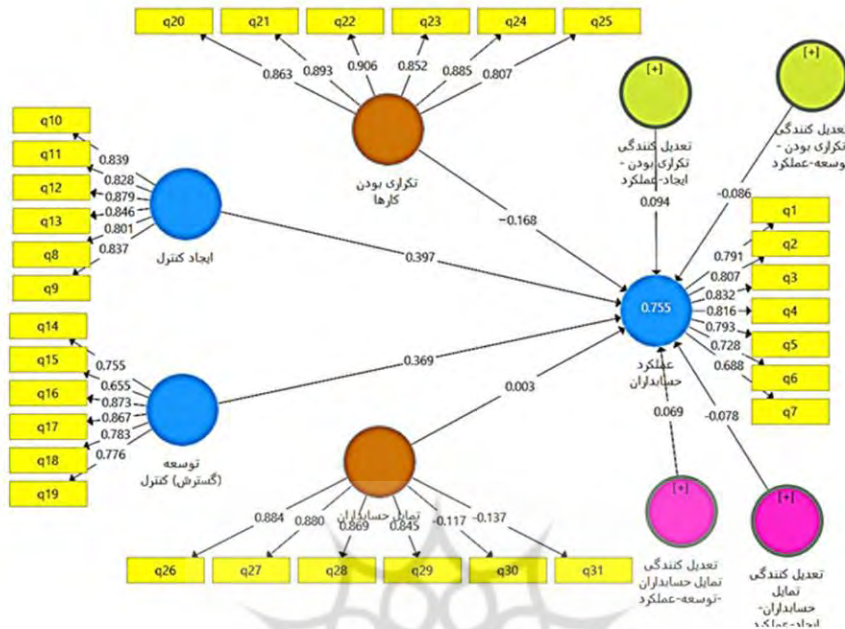 q20
q21
q22
q23
q24
q25
0.863
0.893
0.906
0.852
0.885
0.807
[+]
[+]
تکراری بودن
کارها
تعدیل کنندگی
تکراری بودن -
ایجاد-عملکرد
تعدیل کنندگی
تکراری بودن -
توسعه-عملکرد
q10
q11
q12
q13
q8
q9
0.839
0.828
0.879
0.846
0.801
0.837
ایجاد کنترل
-0.168
0.397
0.094
-0.086
q1
q2
q3
q4
q5
q6
q7
0.791
0.807
0.832
0.816
0.793
0.728
0.688
0.755
عملکرد
حسابداران
q14
q15
q16
q17
q18
q19
0.755
0.655
0.873
0.867
0.783
0.776
توسعه
(گسترش) کنترل
0.369
0.003
0.069
-0.078
تمایل حسابداران
0.884
0.880
0.869
0.845
-0.117
-0.137
q26
q27
q28
q29
q30
q31
[+]
[+]
تعدیل کنندگی
تمایل حسابداران
-توسعه-عملکرد
تعدیل کنندگی
تمایل
حسابداران-
ایجاد-عملکرد